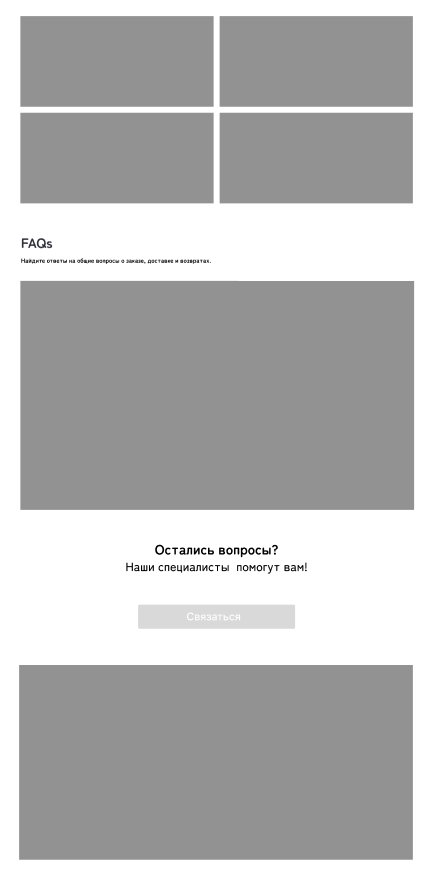 FAQs
Найдите ответы на общие вопросы о заказе, доставке и возвратах.
Остались вопросы?
Наши специалисты помогут вам!
Связаться